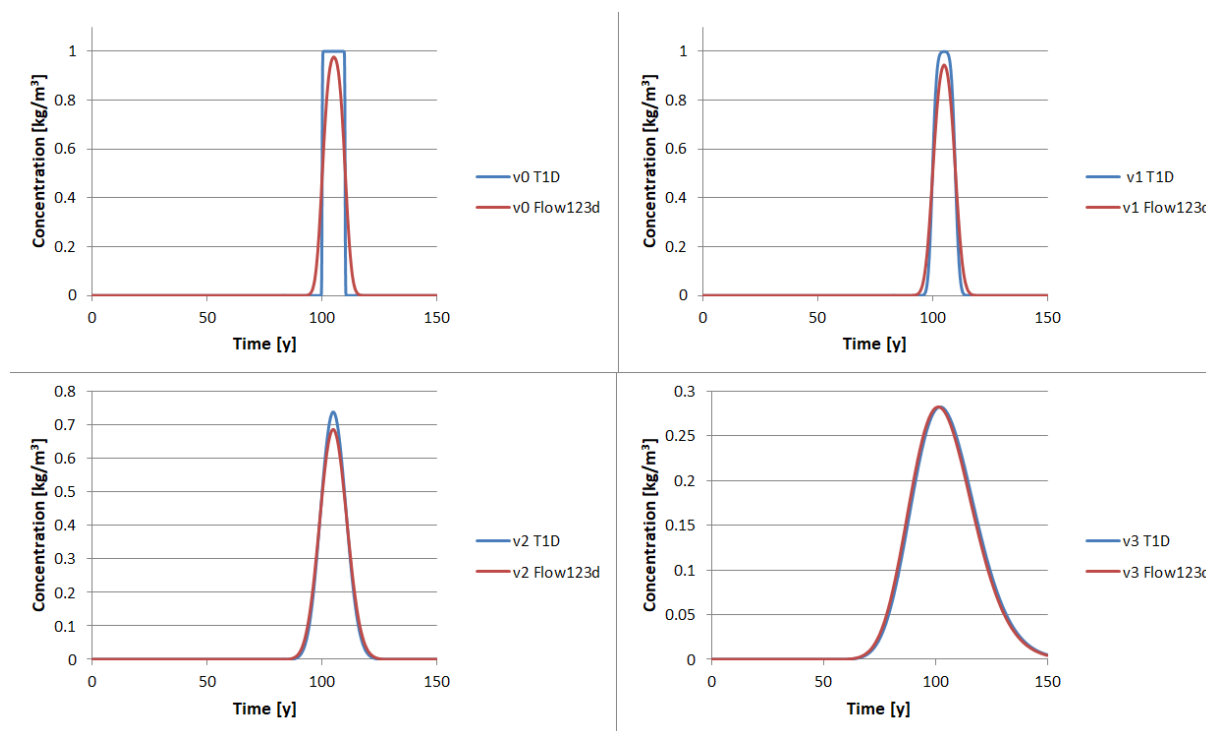 Concentration [kg/m³]
1
0.8
0.6
0.4
0.2
0
0 50 100 150
Time [y]
v0 T1D
v0 Flow123d
Concentration [kg/m³]
1
0.8
0.6
0.4
0.2
0
0 50 100 150
Time [y]
v1 T1D
v1 Flow123d
Concentration [kg/m³]
0.8
0.7
0.6
0.5
0.4
0.3
0.2
0.1
0
0 50 100 150
Time [y]
v2 T1D
v2 Flow123d
Concentration [kg/m³]
0.3
0.25
0.2
0.15
0.1
0.05
0
0 50 100 150
Time [y]
v3 T1D
v3 Flow123d